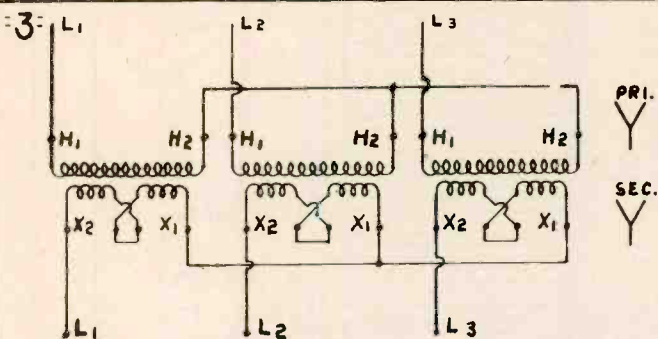 =3=
L1 L2 L3
PRI.
H1 H2 H1 H2 H1 H2
SEC.
X2 X1 X2 X1 X2 X1
L1 L2 L3